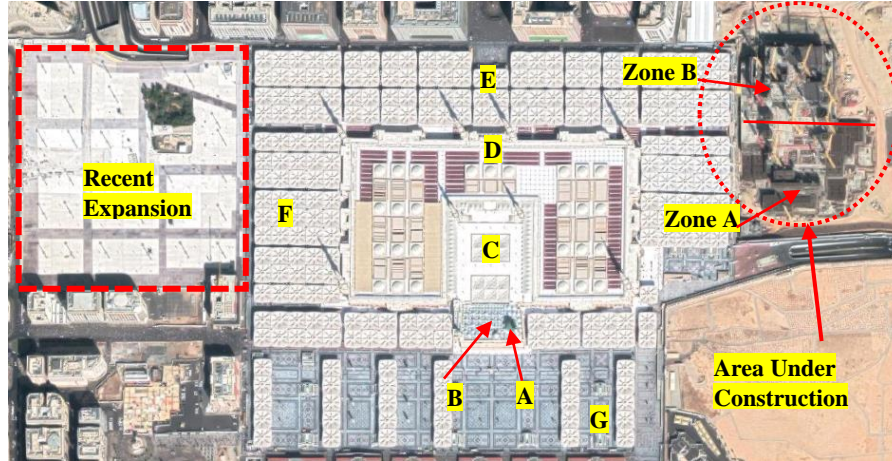 E
Zone B
D
Recent
Expansion
F
Zone A
C
B
A
G
Area Under
Construction